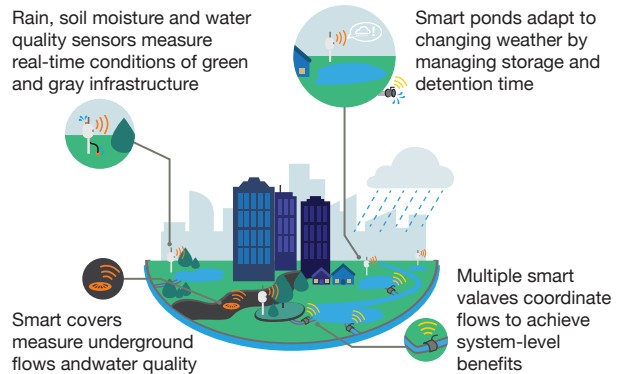 Rain, soil moisture and water
quality sensors measure
real-time conditions of green
and gray infrastructure
Smart ponds adapt to
changing weather by
managing storage and
detention time
Smart covers
measure underground
flows andwater quality
Multiple smart
valaves coordinate
flows to achieve
system-level
benefits